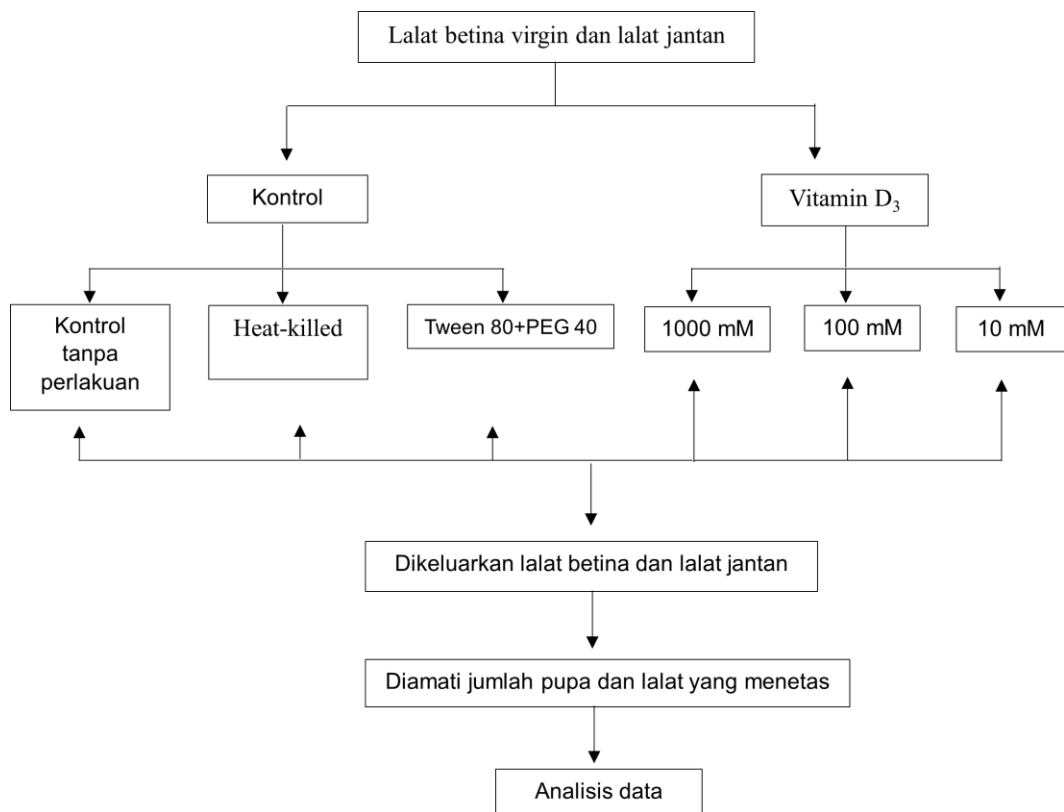 Lalat betina virgin dan lalat jantan
Kontrol
Vitamin D₃
Kontrol
tanpa
perlakuan
Heat-killed
Tween 80+PEG 40
1000 mM
100 mM
10 mM
Dikeluarkan lalat betina dan lalat jantan
Diamati jumlah pupa dan lalat yang menetas
Analisis data